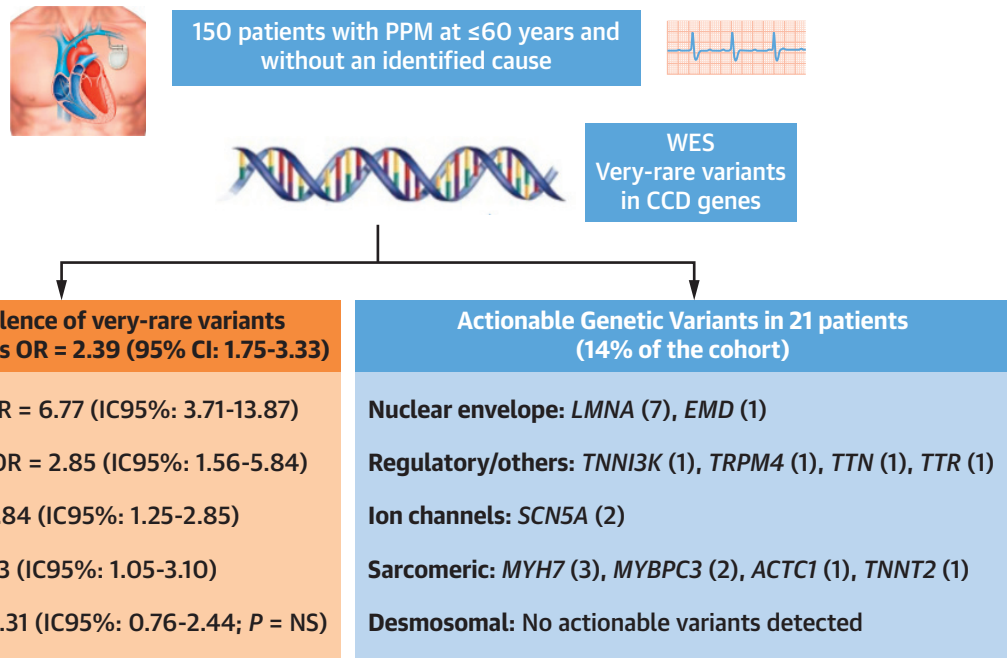 150 patients with PPM at ≤60 years and
without an identified cause
WES
Very-rare variants
in CCD genes
of very-rare variants
OR = 2.39 (95% CI: 1.75-3.33)
= 6.77 (IC95%: 3.71-13.87)
OR = 2.85 (IC95%: 1.56-5.84)
(IC95%: 1.25-2.85)
(IC95%: 1.05-3.10)
(IC95%: 0.76-2.44; P = NS)
Actionable Genetic Variants in 21 patients
(14% of the cohort)
Nuclear envelope: LMNA (7), EMD (1)
Regulatory/others: TNNI3K (1), TRPM4 (1), TTN (1), TTR (1)
Ion channels: SCN5A (2)
Sarcomeric: MYH7 (3), MYBPC3 (2), ACTC1 (1), TNNT2 (1)
Desmosomal: No actionable variants detected